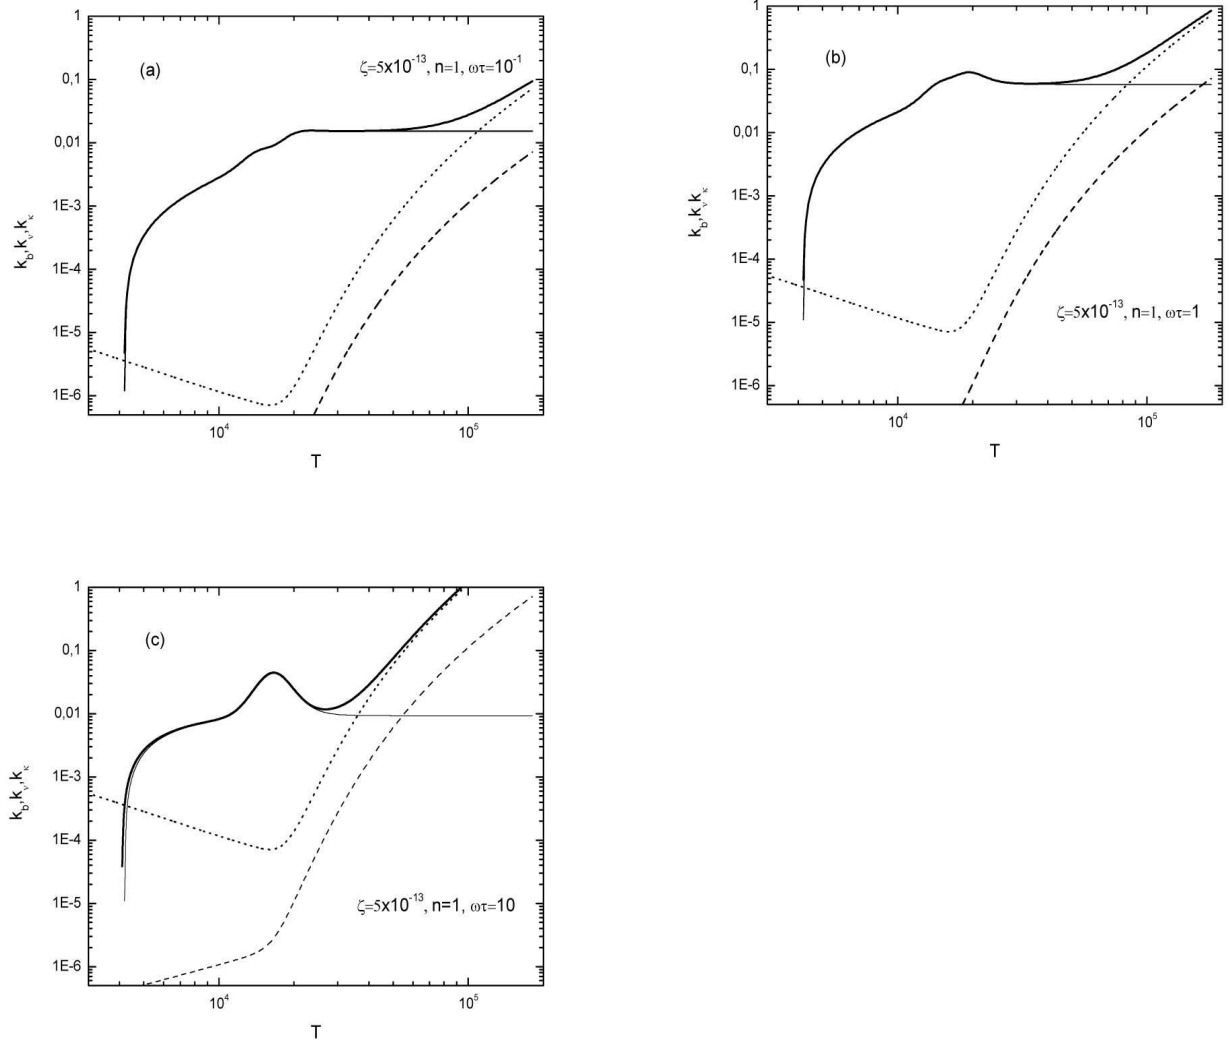 (a)
ζ=5x10⁻¹³, n=1, ωτ=10⁻¹
1
0,1
0,01
1E-3
1E-4
1E-5
1E-6
k_b,k_ν,k_κ
10⁴ 10⁵
T
(b)
ζ=5x10⁻¹³, n=1, ωτ=1
1
0,1
0,01
1E-3
1E-4
1E-5
1E-6
k_b,k_νk_κ
10⁴ 10⁵
T
(c)
ζ=5x10⁻¹³, n=1, ωτ=10
1
0,1
0,01
1E-3
1E-4
1E-5
1E-6
k_b,k_ν,k_κ
10⁴ 10⁵
T